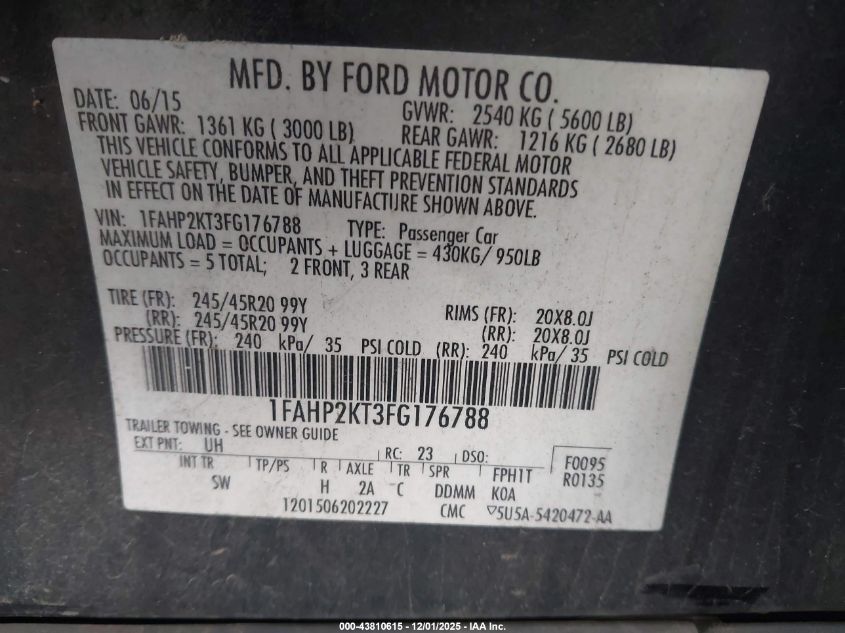 MFD. BY FORD MOTOR CO.
DATE: 06/15 GVWR: 2540 KG ( 5600 LB)
FRONT GAWR: 1361 KG ( 3000 LB) REAR GAWR: 1216 KG ( 2680 LB)
THIS VEHICLE CONFORMS TO ALL APPLICABLE FEDERAL MOTOR
VEHICLE SAFETY, BUMPER, AND THEFT PREVENTION STANDARDS
IN EFFECT ON THE DATE OF MANUFACTURE SHOWN ABOVE.
VIN: 1FAHP2KT3FG176788 TYPE: Passenger Car
MAXIMUM LOAD = OCCUPANTS + LUGGAGE = 430KG/ 950LB
OCCUPANTS = 5 TOTAL; 2 FRONT, 3 REAR
TIRE (FR): 245/45R20 99Y RIMS (FR): 20X8.0J
(RR): 245/45R20 99Y (RR): 20X8.0J
PRESSURE (FR): 240 kPa/ 35 PSI COLD (RR): 240 kPa/ 35 PSI COLD
1FAHP2KT3FG176788
TRAILER TOWING - SEE OWNER GUIDE
EXT PNT: UH RC: 23 DSO: F0095
INT TR TP/PS R AXLE TR SPR FPH1T R0135
SW H 2A C DDMM KOA
1201506202227 CMC ▽5U5A-5420472-AA
000-43810615 - 12/01/2025 - IAA Inc.